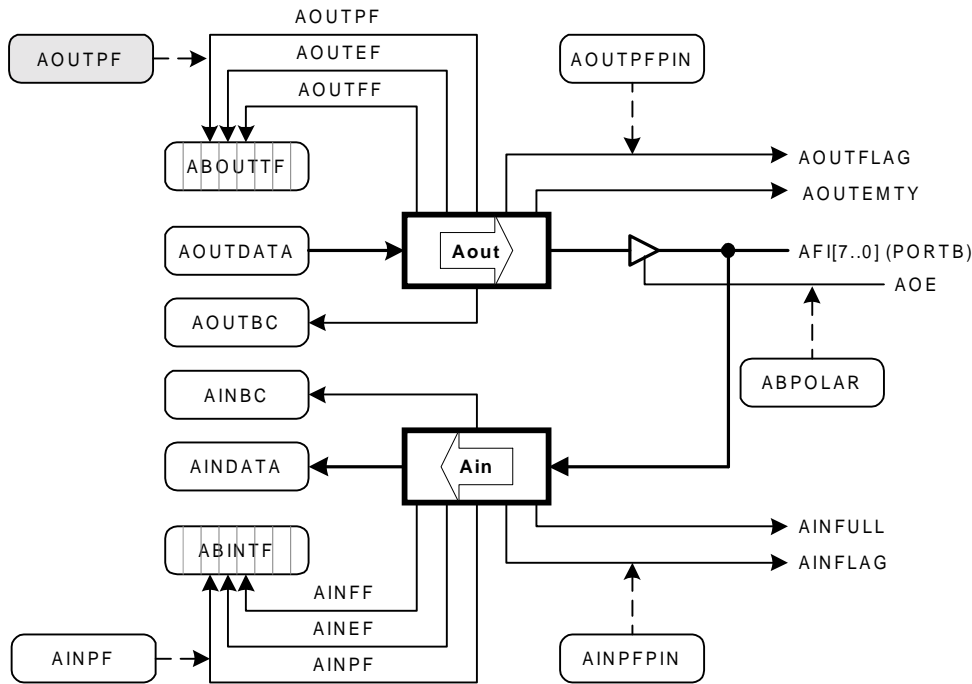 AOUTPF
AOUTPF
AOUTPFPIN
AOUTEF
AOUTFF
ABOUTTF
AOUTFLAG
AOUTEMTY
AOUTDATA
Aout
AFI[7..0] (PORTB)
AOE
AOUTBC
ABPOLAR
AINBC
AINDATA
Ain
AINFULL
ABINTF
AINFLAG
AINFF
AINEF
AINPF
AINPF
AINPFPIN